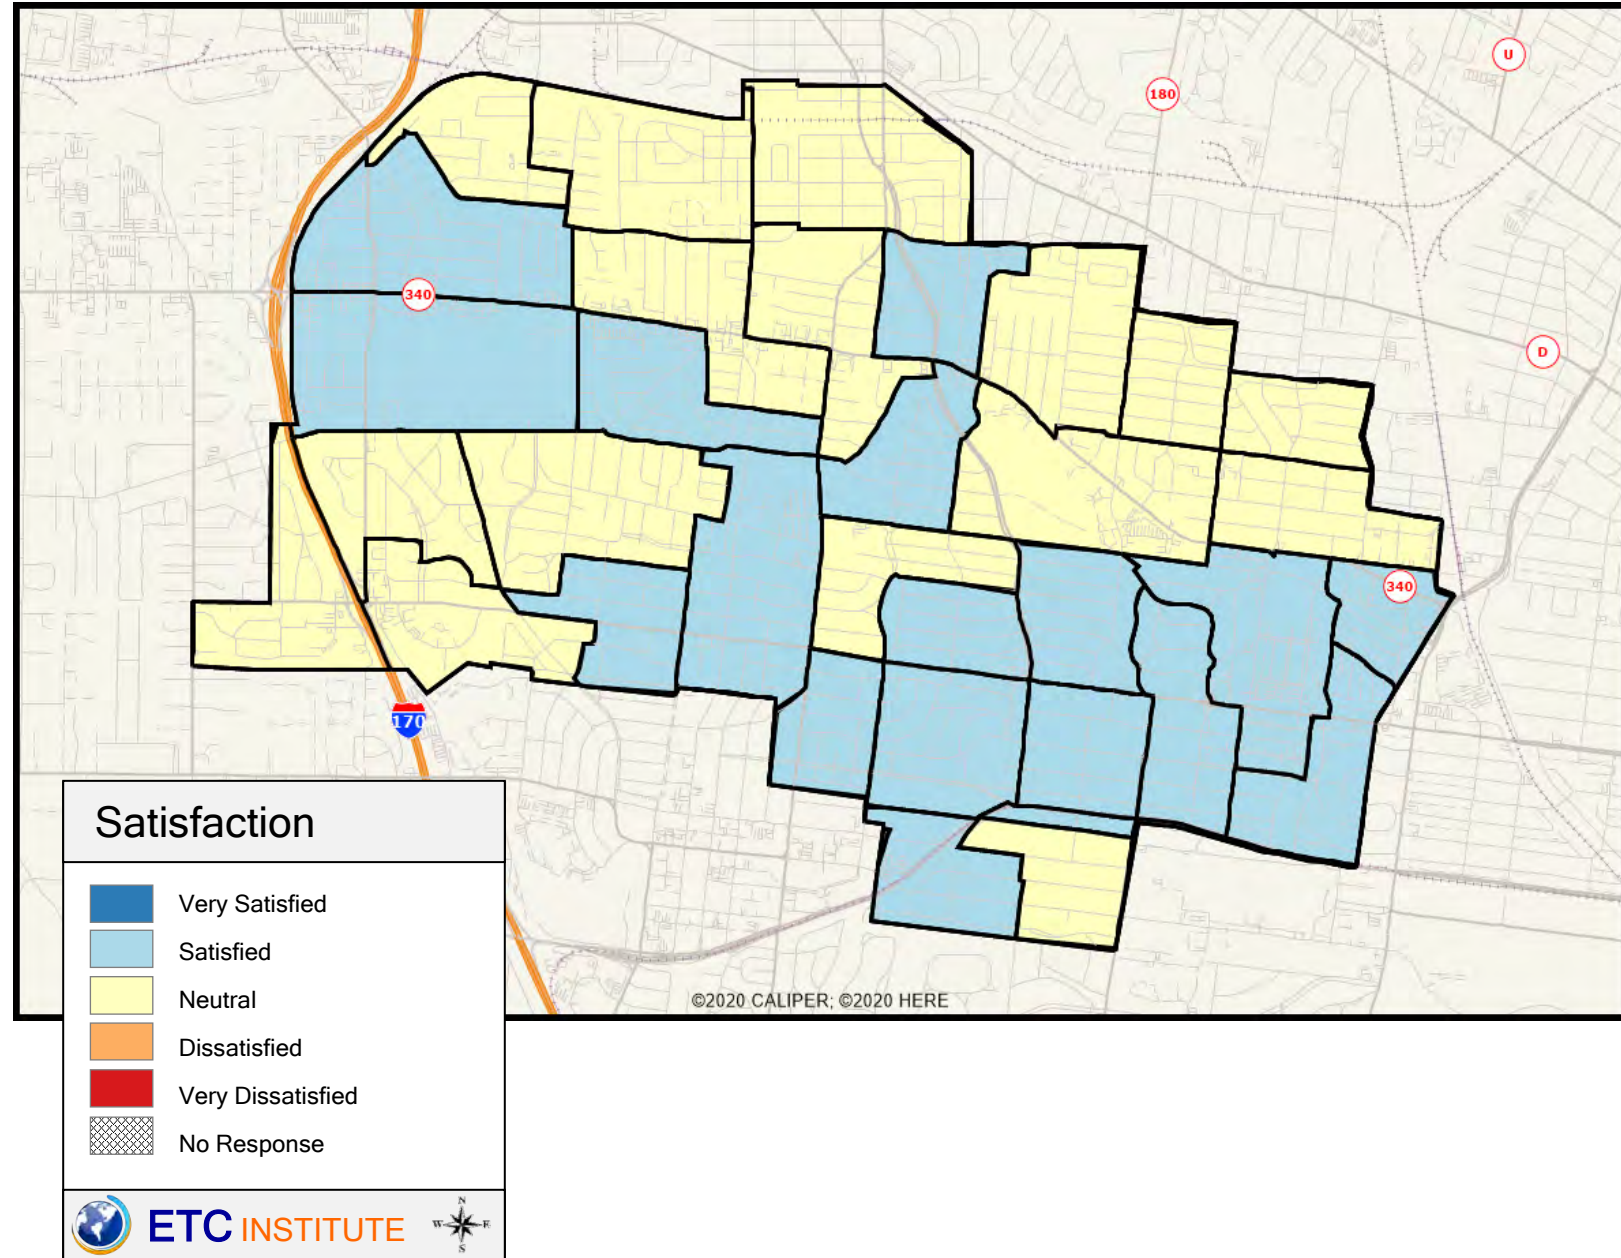 U
180
340
D
340
170
©2020 CALIPER; ©2020 HERE
Satisfaction
Very Satisfied
Satisfied
Neutral
Dissatisfied
Very Dissatisfied
No Response
ETC INSTITUTE
N
W E
S